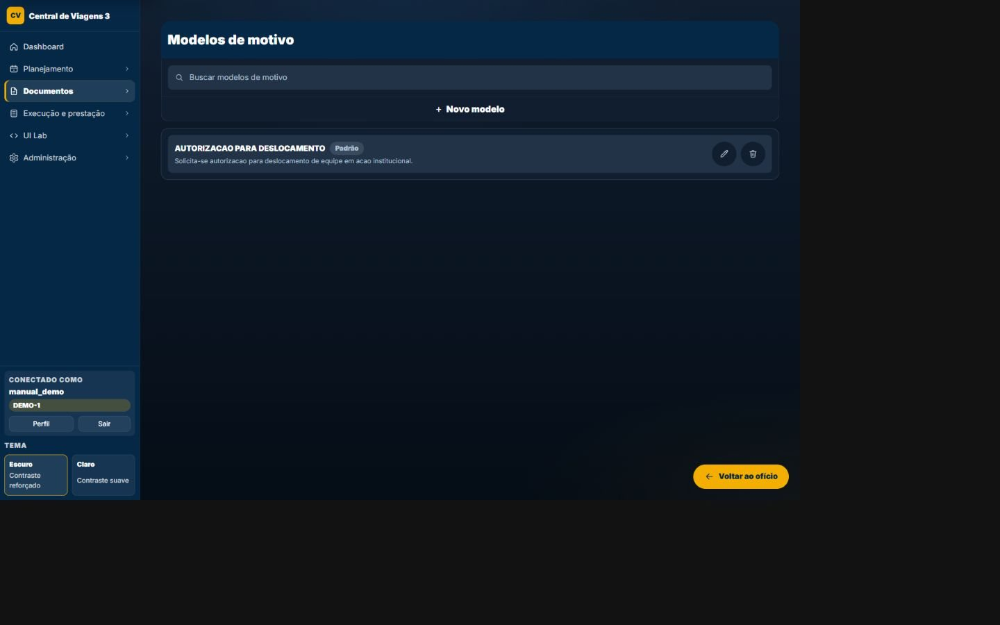 CV Central de Viagens 3
Dashboard
Planejamento
Documentos
Execução e prestação
UI Lab
Administração
CONECTADO COMO
manual_demo
DEMO-1
Perfil Sair
TEMA
Escuro
Contraste
reforçado
Claro
Contraste suave
Modelos de motivo
Buscar modelos de motivo
+ Novo modelo
AUTORIZACAO PARA DESLOCAMENTO Padrão
Solicita-se autorizacao para deslocamento de equipe em acao institucional.
← Voltar ao ofício